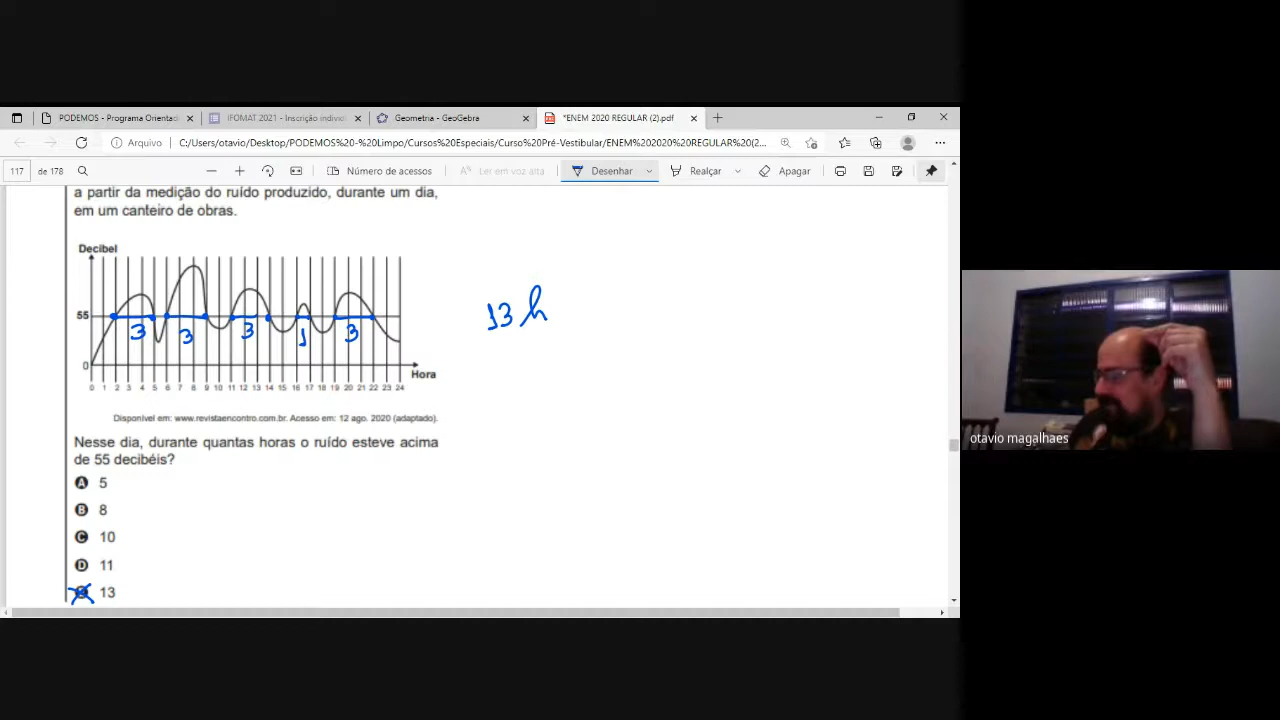 PODEMOS - Programa Orientad
IFOMAT 2021 - Inscrição individ
Geometria - GeoGebra
*ENEM 2020 REGULAR (2).pdf
Arquivo
C:/Users/otavio/Desktop/PODEMOS%20-%20Limpo/Cursos%20Especiais/Curso%20Pré-Vestibular/ENEM%202020%20REGULAR%20(2...
117 de 178
Número de acessos
Ler em voz alta
Desenhar
Realçar
Apagar
a partir da medição do ruído produzido, durante um dia,
em um canteiro de obras.
Decibel
55
3 3 3 1 3
13 h
0
Hora
0 1 2 3 4 5 6 7 8 9 10 11 12 13 14 15 16 17 18 19 20 21 22 23 24
Disponível em: www.revistaencontro.com.br. Acesso em: 12 ago. 2020 (adaptado).
otavio magalhaes
Nesse dia, durante quantas horas o ruído esteve acima
de 55 decibéis?
A 5
B 8
C 10
D 11
13